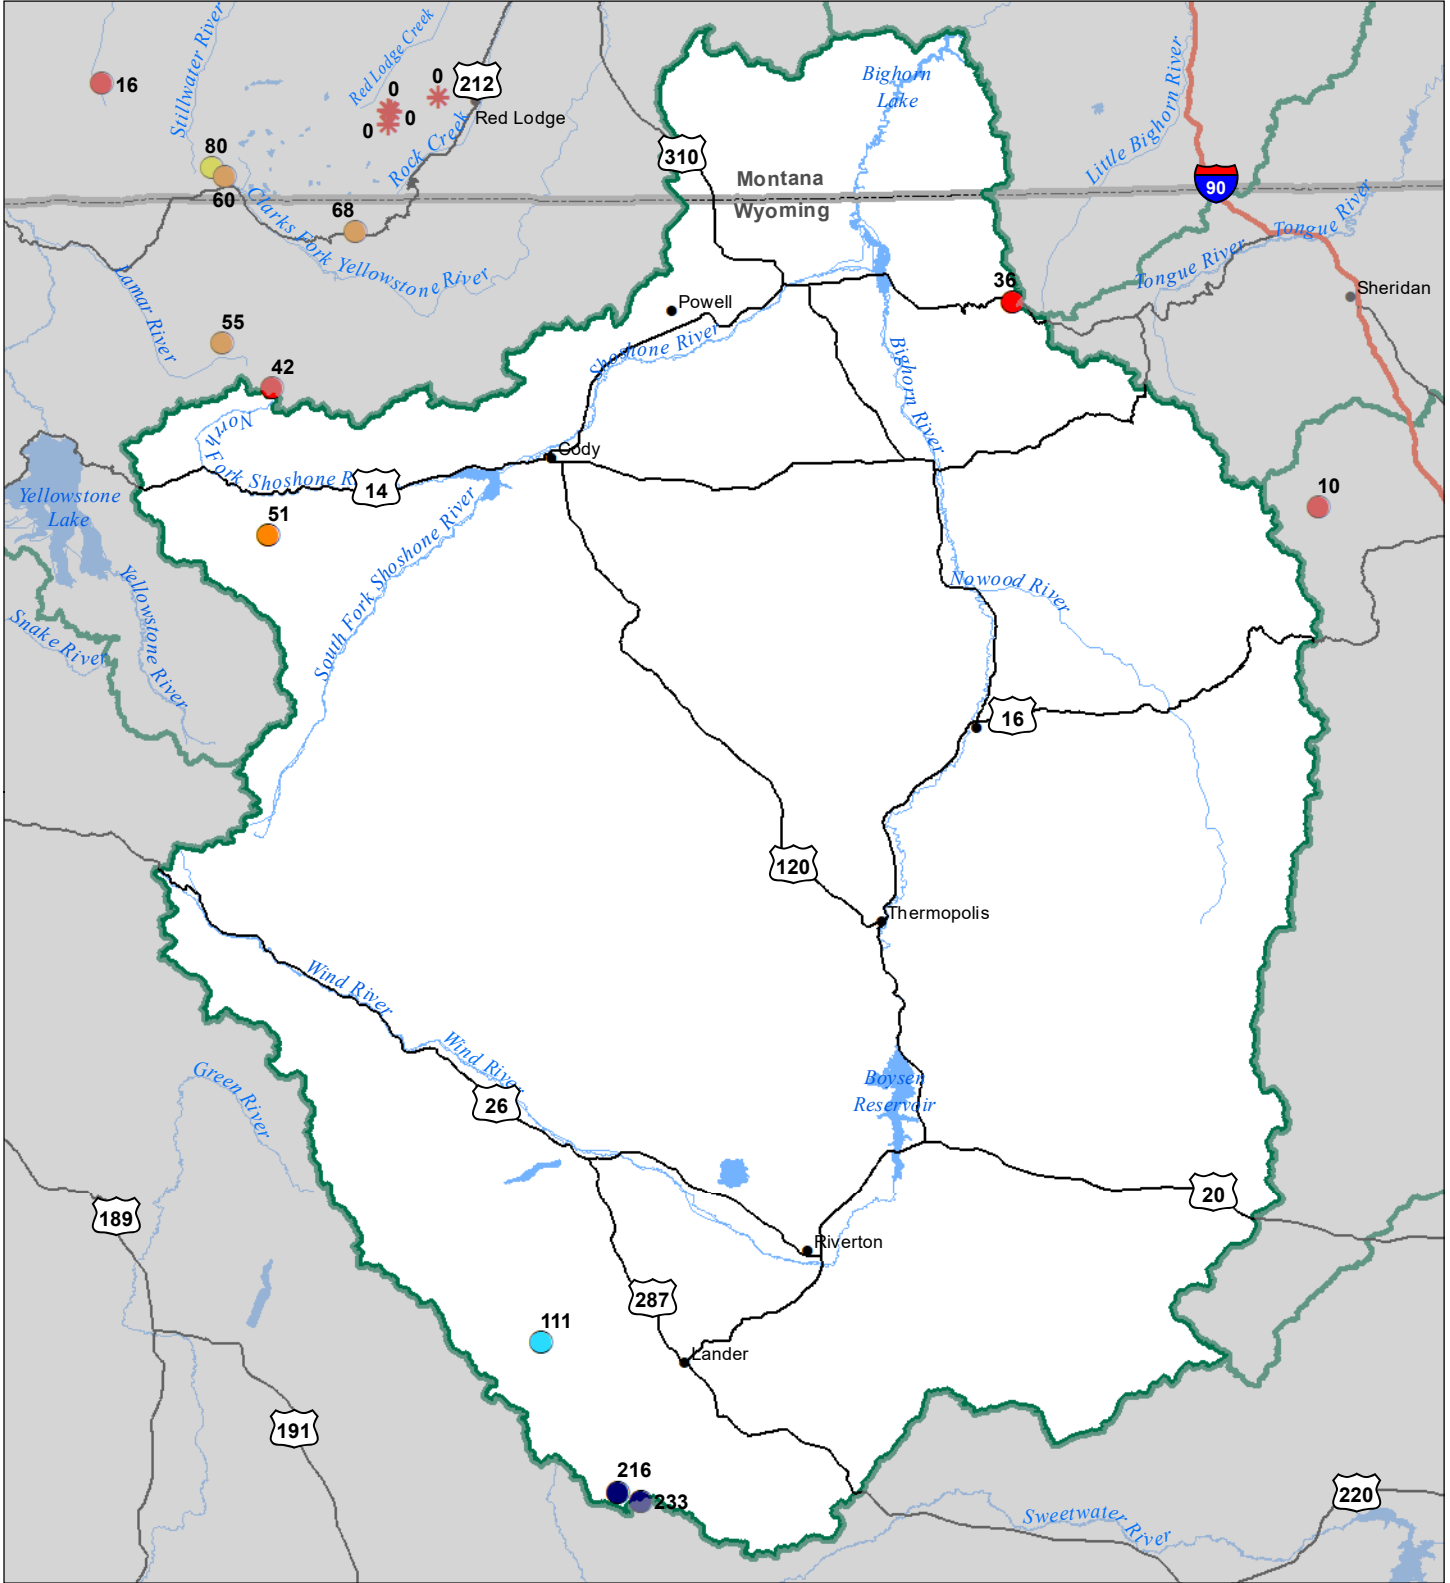 Stillwater River
Red Lodge Creek
16
0
0
0
0
212
Red Lodge
Rock Creek
Bighorn
Lake
Little Bighorn River
90
80
60
68
Clarks Fork Yellowstone River
310
Montana
Wyoming
Tongue River
Tongue River
Lamar River
36
Sheridan
Powell
55
42
Shoshone River
Bighorn River
North
Fork Shoshone R
14
Cody
Yellowstone
Lake
51
10
South Fork Shoshone River
Yellowstone River
Snake River
Nowood River
16
120
Thermopolis
Wind River
Wind River
26
Boysen
Reservoir
Green River
189
20
Riverton
287
111
Lander
191
216
233
220
Sweetwater River